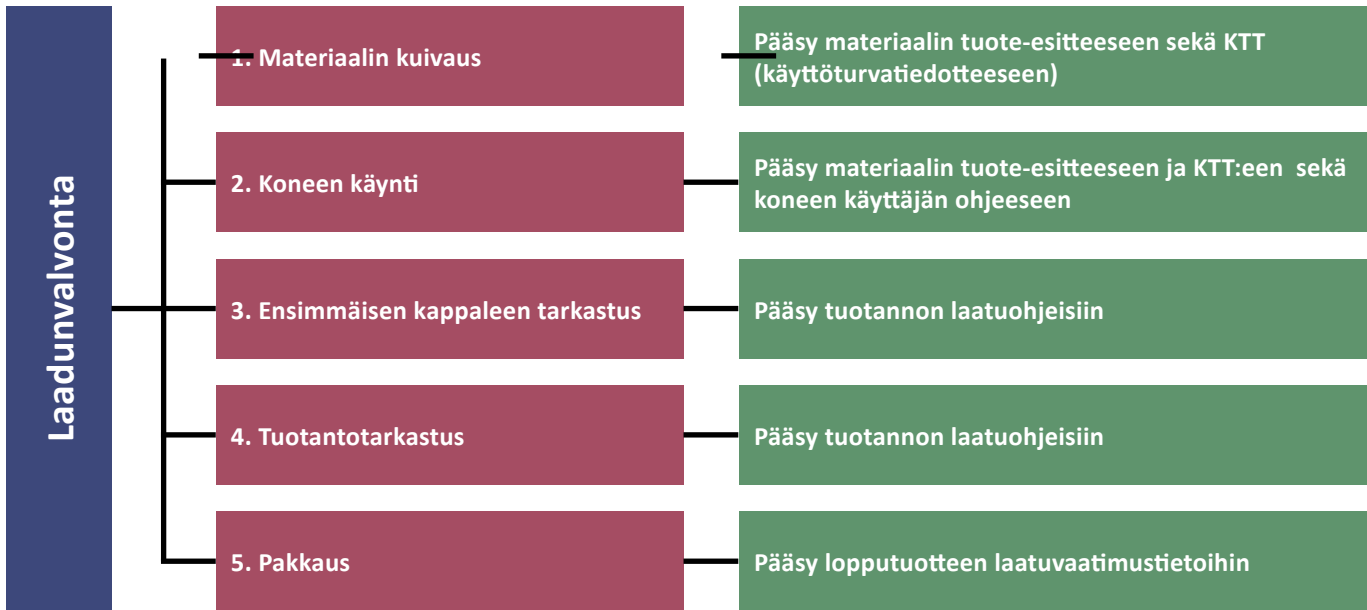 Laadunvalvonta
1. Materiaalin kuivaus
Pääsy materiaalin tuote-esitteeseen sekä KTT
(käyttöturvatiedotteeseen)
2. Koneen käynti
Pääsy materiaalin tuote-esitteeseen ja KTT:een sekä
koneen käyttäjän ohjeeseen
3. Ensimmäisen kappaleen tarkastus
Pääsy tuotannon laatuohjeisiin
4. Tuotantotarkastus
Pääsy tuotannon laatuohjeisiin
5. Pakkaus
Pääsy lopputuotteen laatuvaatimustietoihin